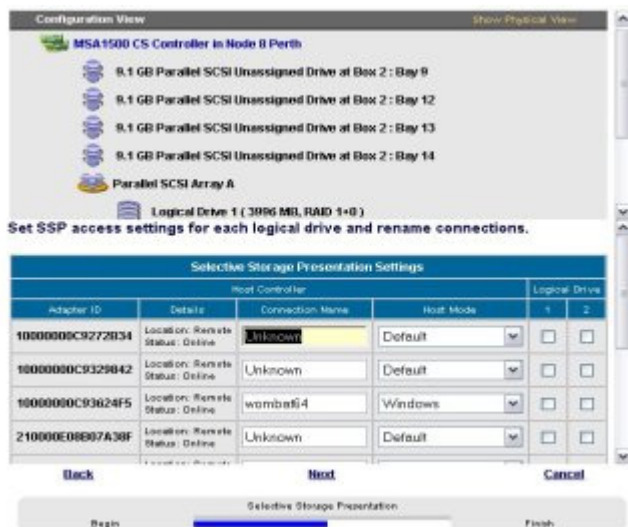 Configuration View Show Physical View
MSA1500 CS Controller in Node 8 Perth
9.1 GB Parallel SCSI Unassigned Drive at Box 2 : Bay 9
9.1 GB Parallel SCSI Unassigned Drive at Box 2 : Bay 12
9.1 GB Parallel SCSI Unassigned Drive at Box 2 : Bay 13
9.1 GB Parallel SCSI Unassigned Drive at Box 2 : Bay 14
Parallel SCSI Array A
Logical Drive 1 ( 3996 MB, RAID 1+0 )
Set SSP access settings for each logical drive and rename connections.
Selective Storage Presentation Settings
Host Controller Logical Drive
Adapter ID Details Connection Name Host Mode 1 2
10000000C9272B34 Location: Remote Status: Online Unknown Default
10000000C9329842 Location: Remote Status: Online Unknown Default
10000000C93624F5 Location: Remote Status: Online wombat64 Windows
210000E08B07A38F Location: Remote Status: Online Unknown Default
Back Next Cancel
Selective Storage Presentation
Begin Finish